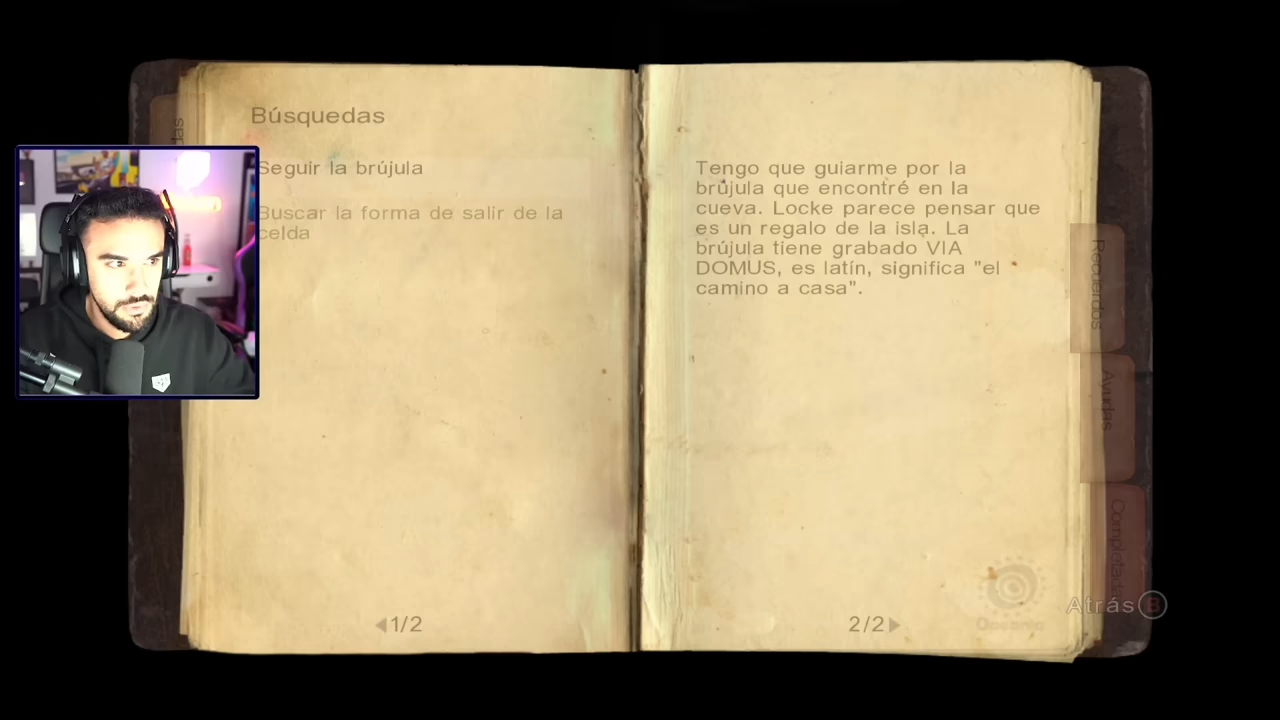 Búsquedas
Seguir la brújula
Buscar la forma de salir de la
celda
1/2
Tengo que guiarme por la
brújula que encontré en la
cueva. Locke parece pensar que
es un regalo de la isla. La
brújula tiene grabado VIA
DOMUS, es latín, significa "el
camino a casa".
2/2
Recuerdos
Ayudas
Atrás B